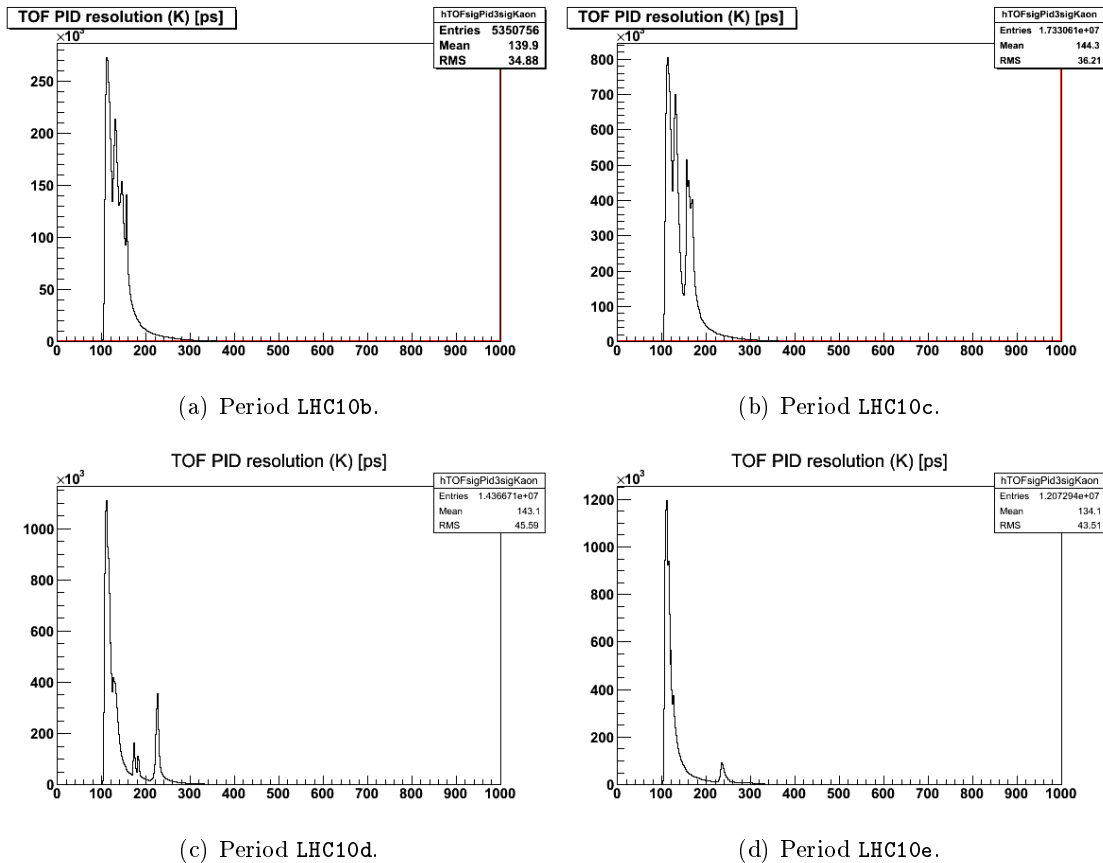 TOF PID resolution (K) [ps]
×10³
hTOFsigPid3sigKaon
Entries 5350756
Mean 139.9
RMS 34.88
250
200
150
100
50
0
0 100 200 300 400 500 600 700 800 900 1000
(a) Period LHC10b.
TOF PID resolution (K) [ps]
×10³
hTOFsigPid3sigKaon
Entries 1.733061e+07
Mean 144.3
RMS 36.21
800
700
600
500
400
300
200
100
0
0 100 200 300 400 500 600 700 800 900 1000
(b) Period LHC10c.
TOF PID resolution (K) [ps]
×10³
hTOFsigPid3sigKaon
Entries 1.436671e+07
Mean 143.1
RMS 45.59
1000
800
600
400
200
0
0 100 200 300 400 500 600 700 800 900 1000
(c) Period LHC10d.
TOF PID resolution (K) [ps]
×10³
hTOFsigPid3sigKaon
Entries 1.207294e+07
Mean 134.1
RMS 43.51
1200
1000
800
600
400
200
0
0 100 200 300 400 500 600 700 800 900 1000
(d) Period LHC10e.